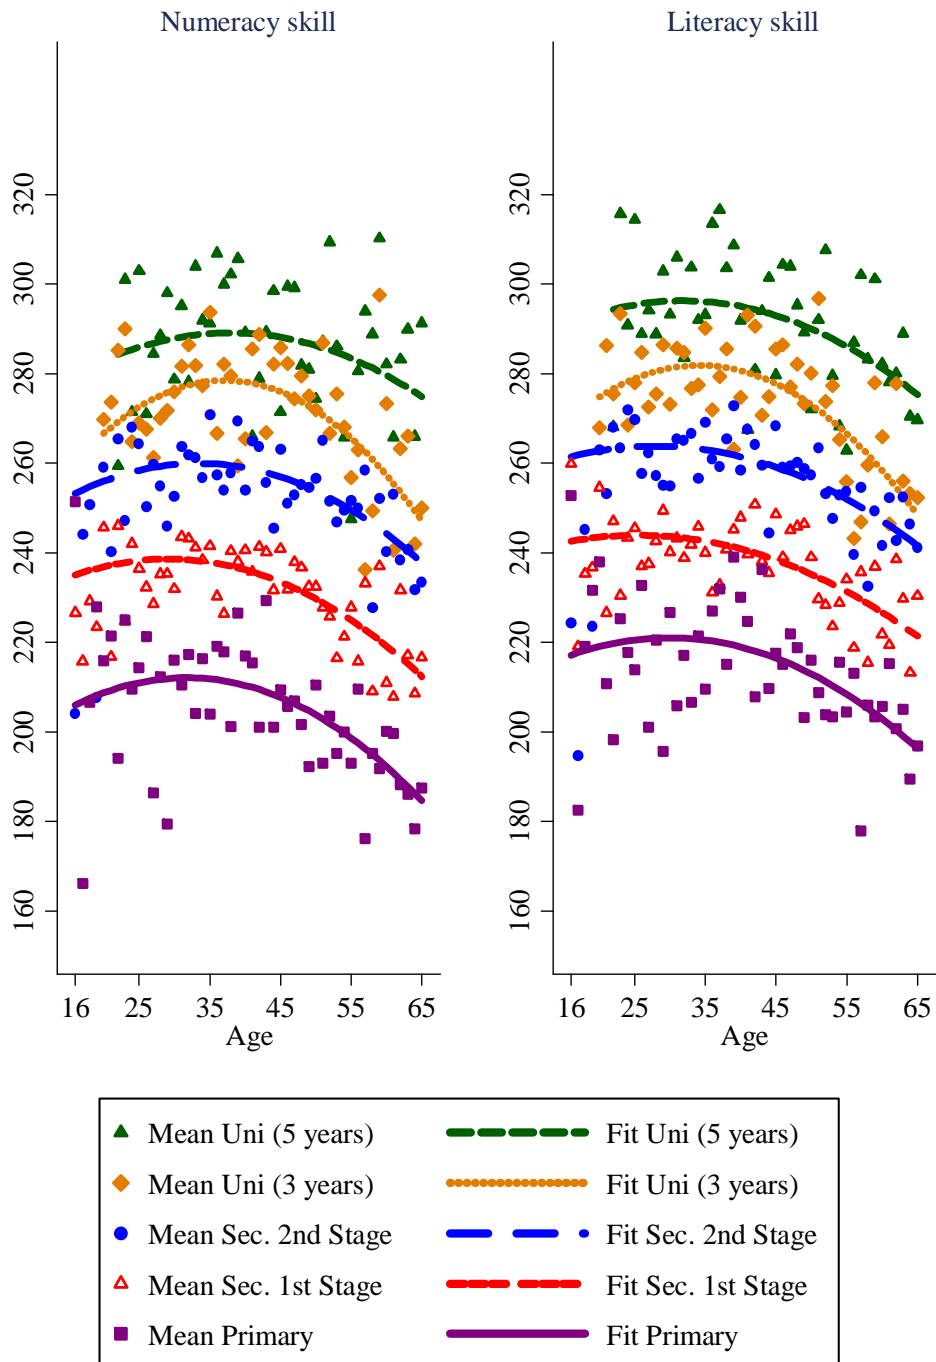 Numeracy skill
Literacy skill
320
300
280
260
240
220
200
180
160
16 25 35 45 55 65
Age
320
300
280
260
240
220
200
180
160
16 25 35 45 55 65
Age
Mean Uni (5 years) Fit Uni (5 years)
Mean Uni (3 years) Fit Uni (3 years)
Mean Sec. 2nd Stage Fit Sec. 2nd Stage
Mean Sec. 1st Stage Fit Sec. 1st Stage
Mean Primary Fit Primary